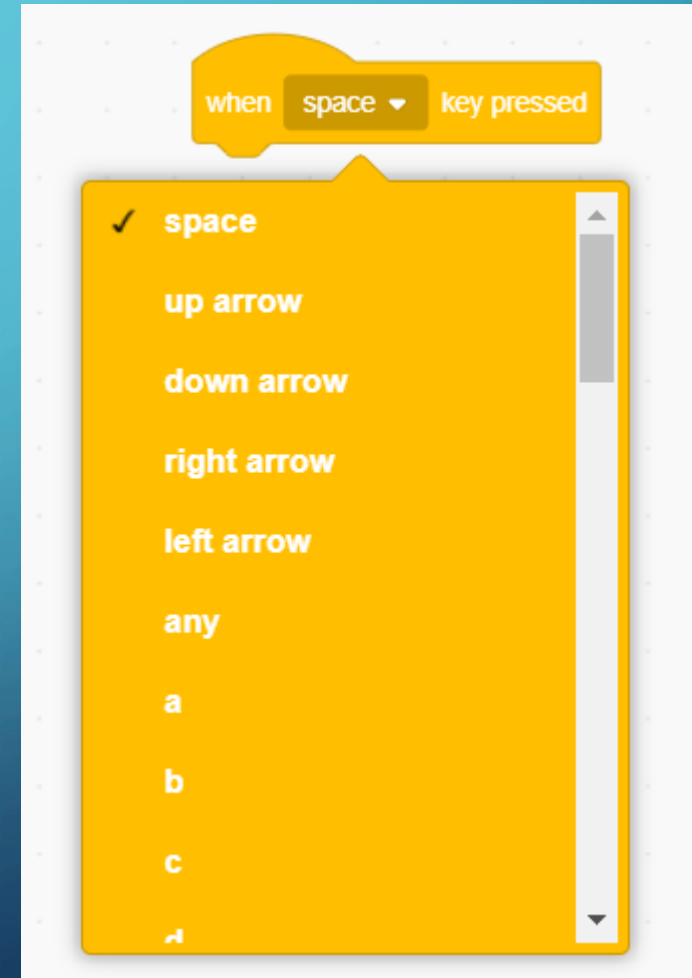 when space key pressed
✓ space
up arrow
down arrow
right arrow
left arrow
any
a
b
c
d